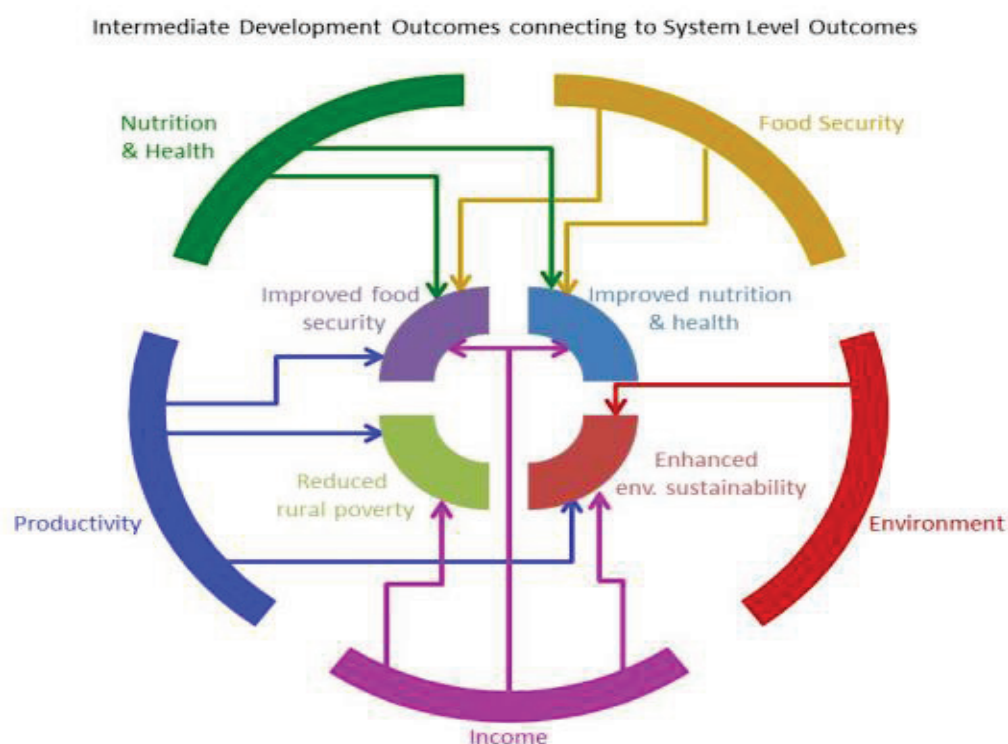 Intermediate Development Outcomes connecting to System Level Outcomes
Nutrition
& Health
Food Security
Improved food
security
Improved nutrition
& health
Reduced
rural poverty
Enhanced
env. sustainability
Productivity
Environment
Income